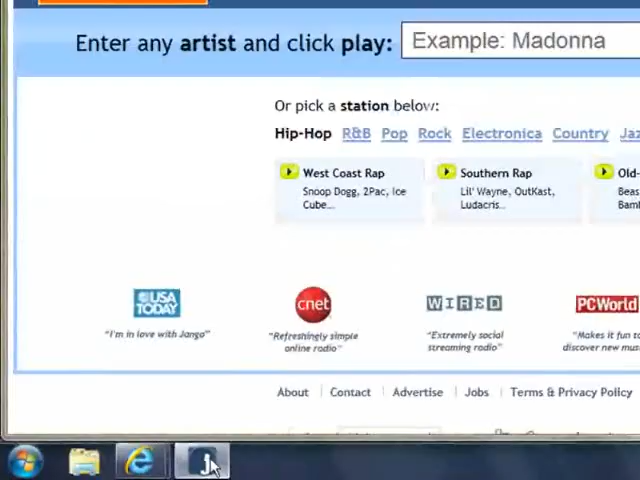 Enter any artist and click play: Example: Madonna
Or pick a station below:
Hip-Hop R&B Pop Rock Electronica Country
West Coast Rap
Snoop Dogg, 2Pac, Ice
Cube...
Southern Rap
Lil' Wayne, OutKast,
Ludacris...
Old-
USA
TODAY
"I'm in love with Jango"
cnet
"Refreshingly simple
online radio"
WIRED
"Extremely social
streaming radio"
PCWorld
"Makes it fun to
discover new mus
About | Contact | Advertise | Jobs | Terms & Privacy Policy
j